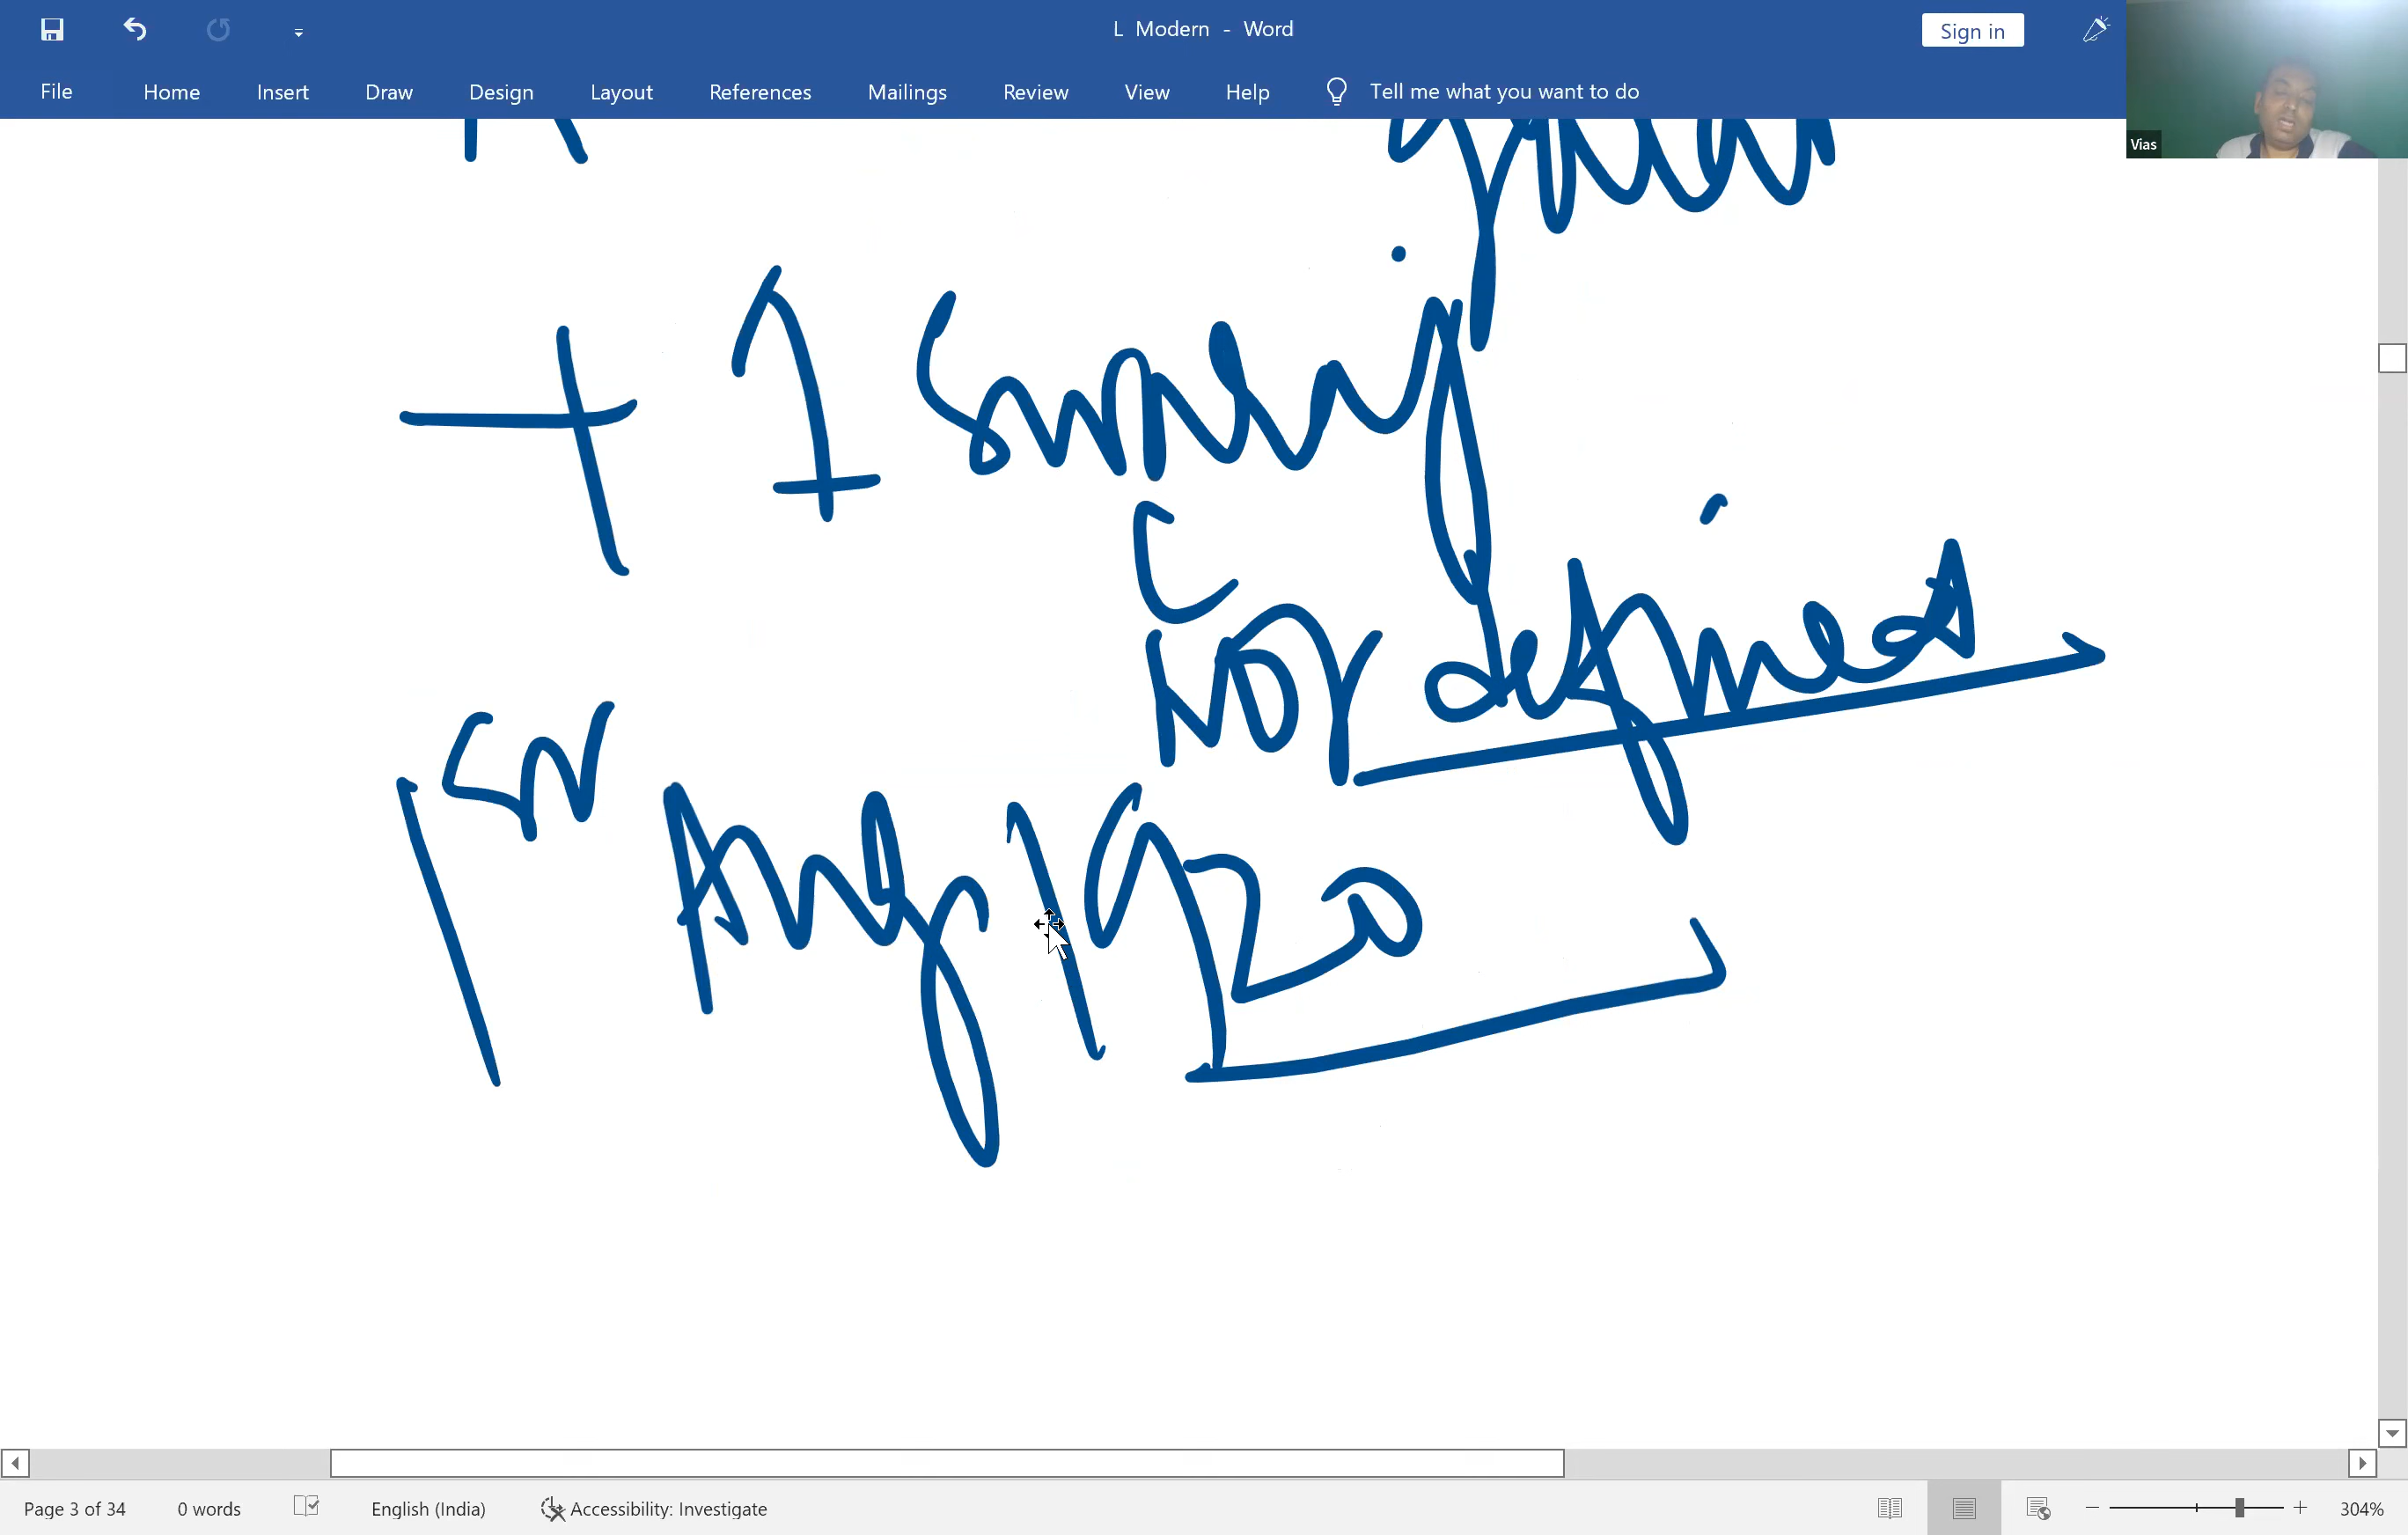 L Modern - Word
Sign in
File Home Insert Draw Design Layout References Mailings Review View Help Tell me what you want to do
Vias
+ 1
Not defined
1st Aug 1920
Page 3 of 34 0 words English (India) Accessibility: Investigate 304%